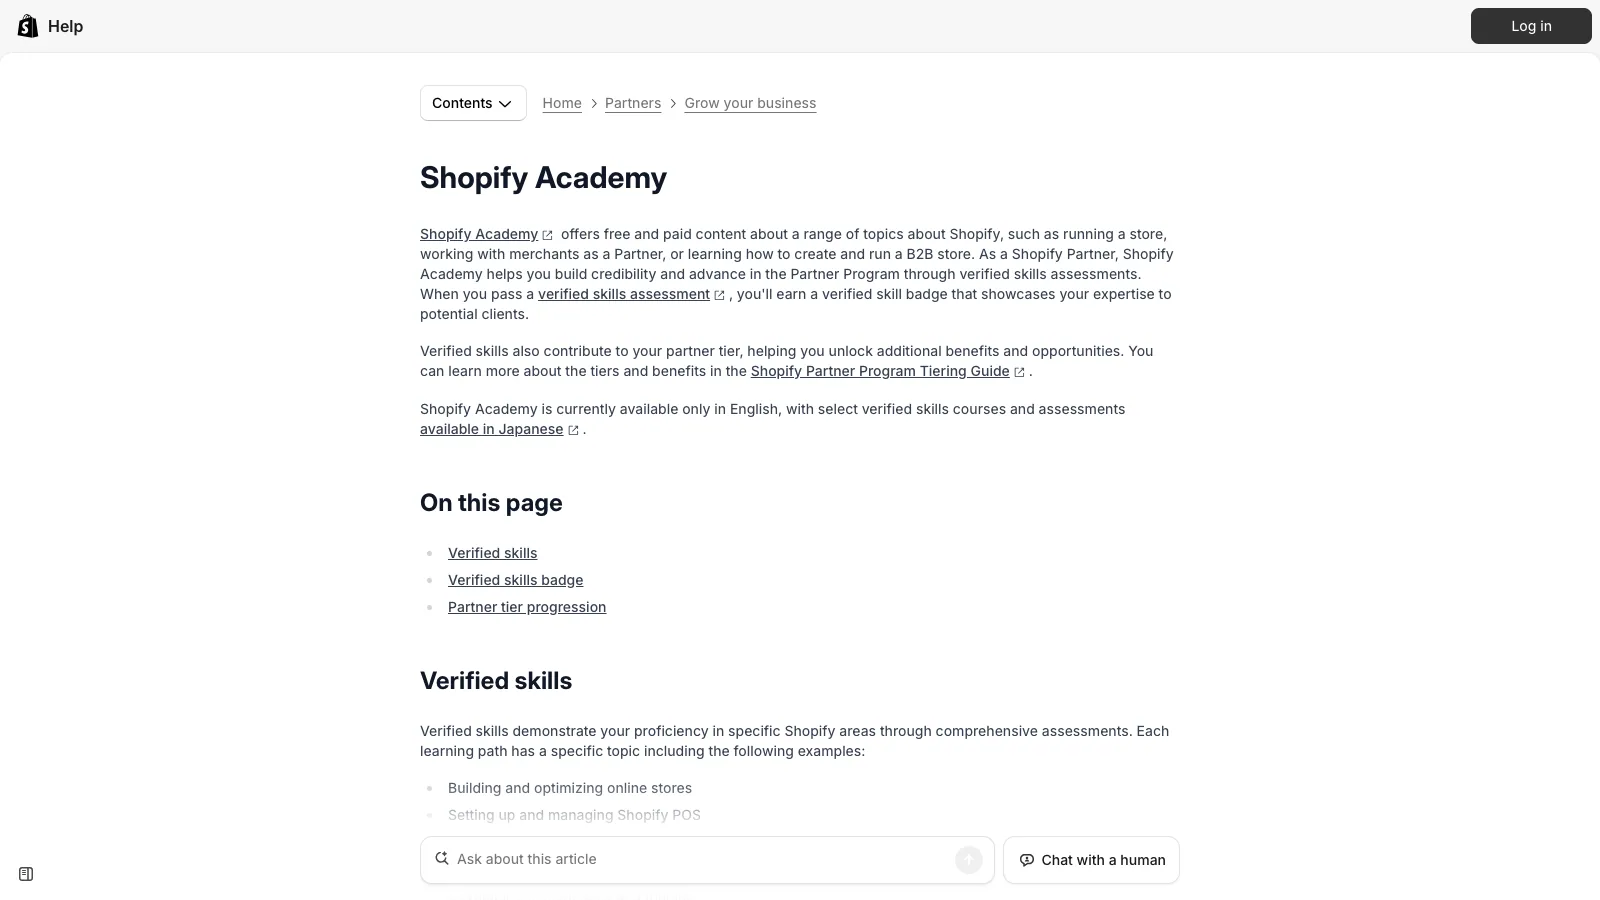 Help
Log in
Contents
Home > Partners > Grow your business
Shopify Academy
Shopify Academy offers free and paid content about a range of topics about Shopify, such as running a store,
working with merchants as a Partner, or learning how to create and run a B2B store. As a Shopify Partner, Shopify
Academy helps you build credibility and advance in the Partner Program through verified skills assessments.
When you pass a verified skills assessment , you'll earn a verified skill badge that showcases your expertise to
potential clients.
Verified skills also contribute to your partner tier, helping you unlock additional benefits and opportunities. You
can learn more about the tiers and benefits in the Shopify Partner Program Tiering Guide .
Shopify Academy is currently available only in English, with select verified skills courses and assessments
available in Japanese .
On this page
Verified skills
Verified skills badge
Partner tier progression
Verified skills
Verified skills demonstrate your proficiency in specific Shopify areas through comprehensive assessments. Each
learning path has a specific topic including the following examples:
Building and optimizing online stores
Setting up and managing Shopify POS
Ask about this article
Chat with a human